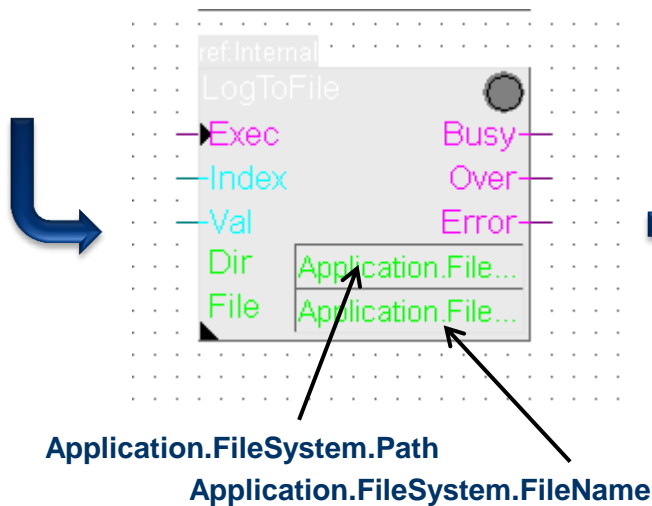 ref:Internal
LogToFile
Exec Busy
Index Over
Val Error
Dir Application.File...
File Application.File...
Application.FileSystem.Path
Application.FileSystem.FileName